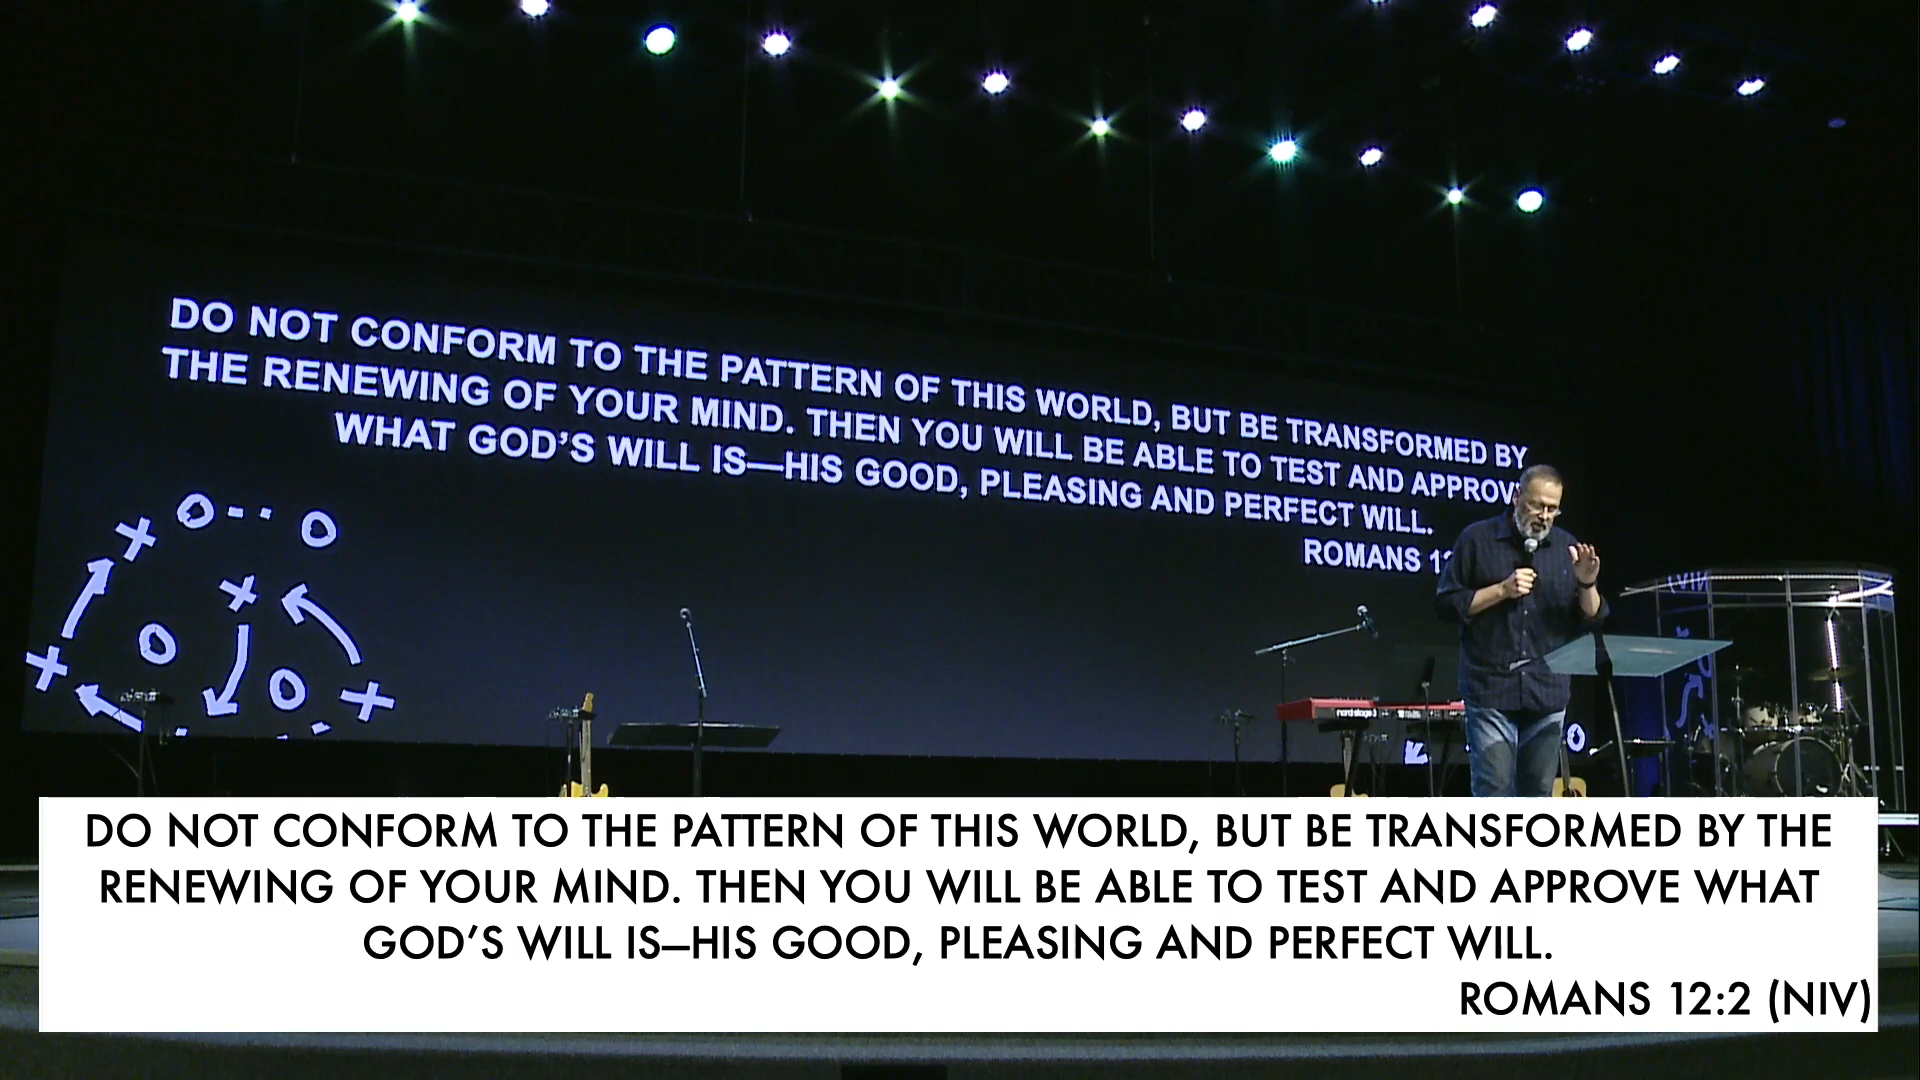 DO NOT CONFORM TO THE PATTERN OF THIS WORLD, BUT BE TRANSFORMED BY
THE RENEWING OF YOUR MIND. THEN YOU WILL BE ABLE TO TEST AND APPROV
WHAT GOD’S WILL IS—HIS GOOD, PLEASING AND PERFECT WILL.
ROMANS 12
nord stage 3
DO NOT CONFORM TO THE PATTERN OF THIS WORLD, BUT BE TRANSFORMED BY THE
RENEWING OF YOUR MIND. THEN YOU WILL BE ABLE TO TEST AND APPROVE WHAT
GOD’S WILL IS—HIS GOOD, PLEASING AND PERFECT WILL.
ROMANS 12:2 (NIV)